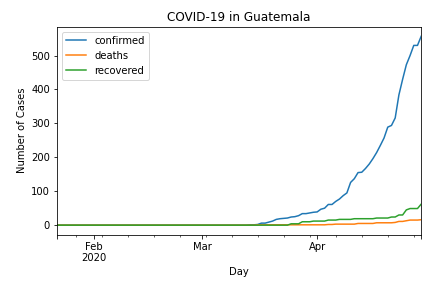 COVID-19 in Guatemala
confirmed
deaths
recovered
500
400
300
200
100
0
Number of Cases
Feb
2020
Mar
Apr
Day